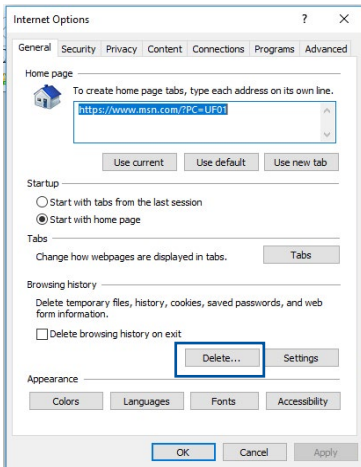 Internet Options ? X
General Security Privacy Content Connections Programs Advanced
Home page
To create home page tabs, type each address on its own line.
https://www.msn.com/?PC=UF01
Use current Use default Use new tab
Startup
Start with tabs from the last session
Start with home page
Tabs
Change how webpages are displayed in tabs. Tabs
Browsing history
Delete temporary files, history, cookies, saved passwords, and web
form information.
Delete browsing history on exit
Delete... Settings
Appearance
Colors Languages Fonts Accessibility
OK Cancel Apply